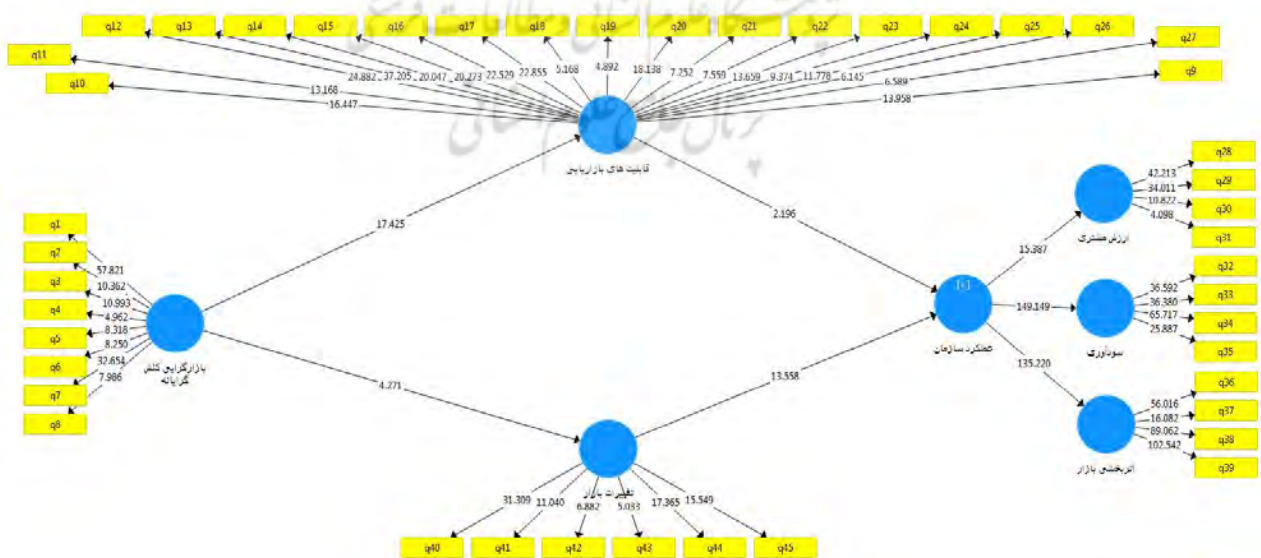 q12 q13 q14 q15 q16 q17 q18 q19 q20 q21 q22 q23 q24 q25 q26
q11 q27
q10 q9
24.882 37.205 20.047 20.273 22.529 22.855 5.168 4.892 18.138 7.252 7.559 13.659 9.374 11.778 6.145
13.168 6.589
16.447 13.958
پرتال جامع علوم انسانی
قابلیت های بازاریابی
17.425
2.196
q1
q2
q3
q4
q5
q6
q7
q8
57.821
10.362
10.993
4.962
8.318
8.250
32.654
7.986
بازارگرایی کنش
گرایانه
4.271
13.558
[+]
عملکرد سازمان
15.387
149.149
135.220
ارزش مشتری
42.213
34.011
10.822
4.098
q28
q29
q30
q31
سودآوری
36.592
36.380
65.717
25.887
q32
q33
q34
q35
اثربخشی بازار
56.016
16.082
89.062
102.542
q36
q37
q38
q39
تغییرات بازار
31.309 11.040 6.882 5.033 17.365 15.549
q40 q41 q42 q43 q44 q45